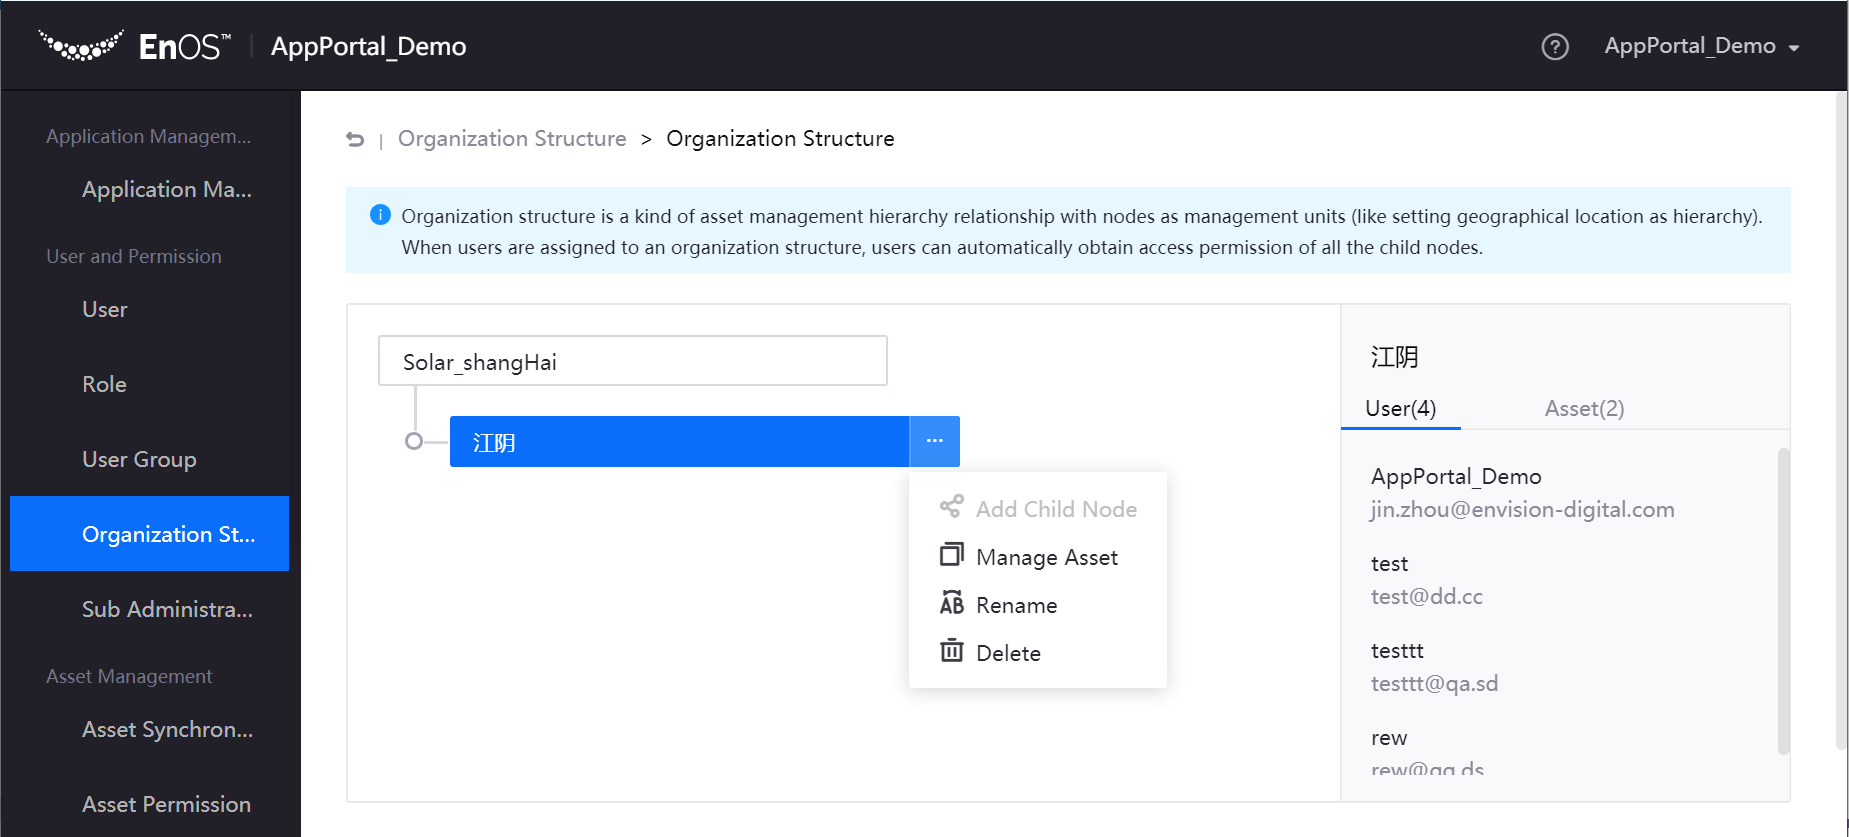 EnOS™ | AppPortal_Demo
AppPortal_Demo
Application Managem...
Application Ma...
User and Permission
User
Role
User Group
Organization St...
Sub Administra...
Asset Management
Asset Synchron...
Asset Permission
Organization Structure > Organization Structure
Organization structure is a kind of asset management hierarchy relationship with nodes as management units (like setting geographical location as hierarchy).
When users are assigned to an organization structure, users can automatically obtain access permission of all the child nodes.
Solar_shangHai
江阴
Add Child Node
Manage Asset
Rename
Delete
江阴
User(4) Asset(2)
AppPortal_Demo
jin.zhou@envision-digital.com
test
test@dd.cc
testtt
testtt@qa.sd
rew
rew@qq.ds